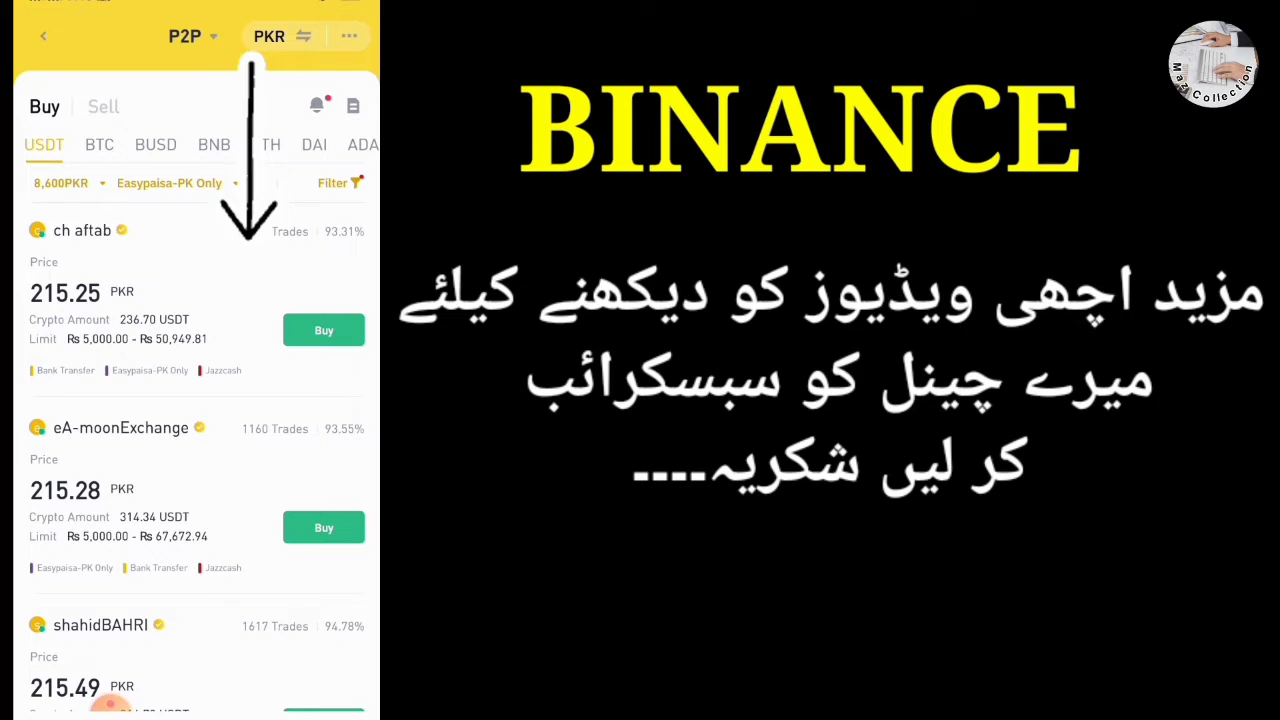 P2P PKR
Buy Sell
USDT BTC BUSD BNB TH DAI ADA
8,600PKR Easypaisa-PK Only Filter
ch aftab Trades 93.31%
Price
215.25 PKR
Crypto Amount 236.70 USDT
Limit ₨ 5,000.00 - ₨ 50,949.81
Buy
Bank Transfer Easypaisa-PK Only Jazzcash
eA-moonExchange 1160 Trades 93.55%
Price
215.28 PKR
Crypto Amount 314.34 USDT
Limit ₨ 5,000.00 - ₨ 67,672.94
Buy
Easypaisa-PK Only Bank Transfer Jazzcash
shahidBAHRI 1617 Trades 94.78%
Price
215.49 PKR
BINANCE
مزید اچھی ویڈیوز کو دیکھنے کیلئے
میرے چینل کو سبسکرائب
کر لیں شکریہ----
Mazi Collection